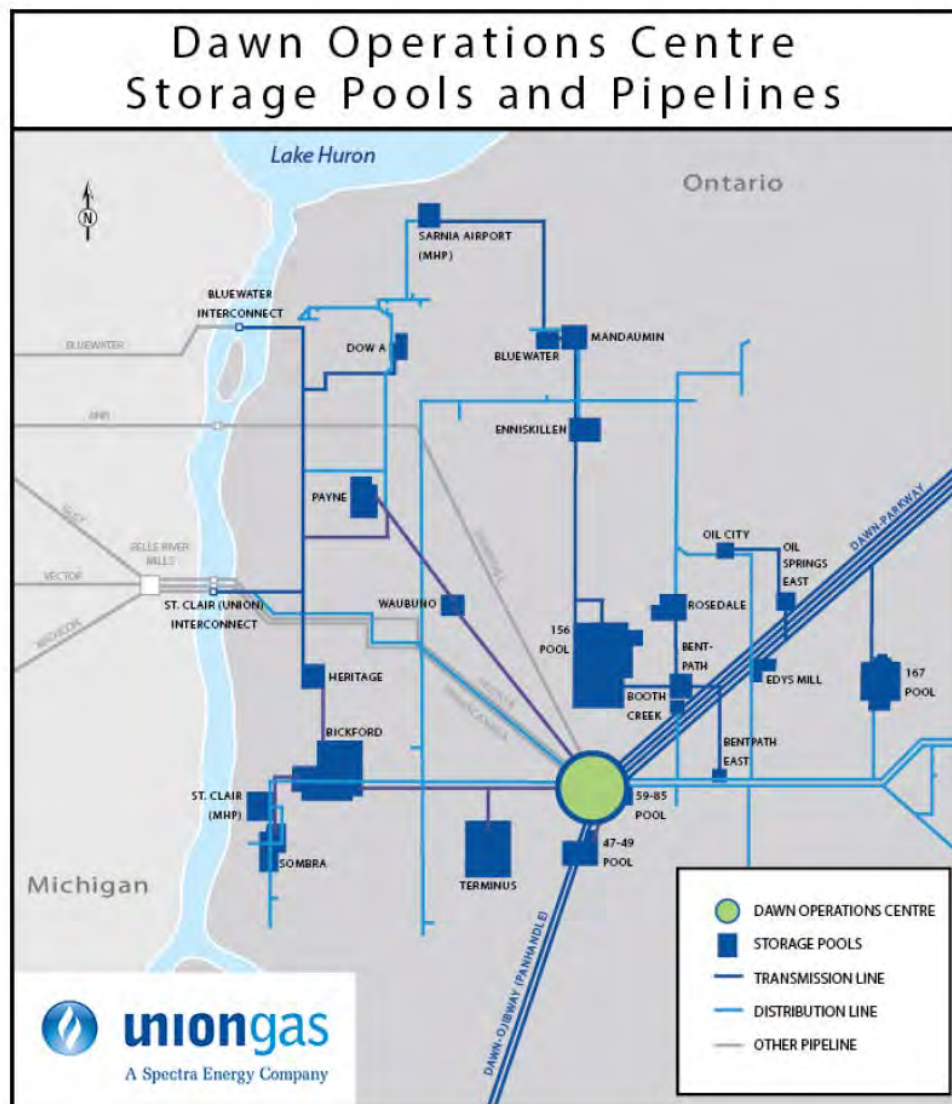 Dawn Operations Centre
Storage Pools and Pipelines
Lake Huron
Ontario
N
SARNIA AIRPORT
(MHP)
BLUEWATER
INTERCONNECT
BLUEWATER
DOW A
BLUEWATER
MANDAUMIN
ANR
ENNISKILLEN
PAYNE
OIL CITY
OIL
SPRINGS
EAST
DAWN-PARKWAY
BELLE RIVER
MILLS
VECTOR
ST. CLAIR (UNION)
INTERCONNECT
WAUBUNO
ROSEDALE
156
POOL
BENT-
PATH
HERITAGE
BOOTH
CREEK
EDYS MILL
167
POOL
VECTOR
BICKFORD
BENTPATH
EAST
ST. CLAIR
(MHP)
59-85
POOL
SOMBRA
TERMINUS
47-49
POOL
Michigan
DAWN-OJIBWAY (PANHANDLE)
DAWN OPERATIONS CENTRE
STORAGE POOLS
TRANSMISSION LINE
DISTRIBUTION LINE
OTHER PIPELINE
uniongas
A Spectra Energy Company